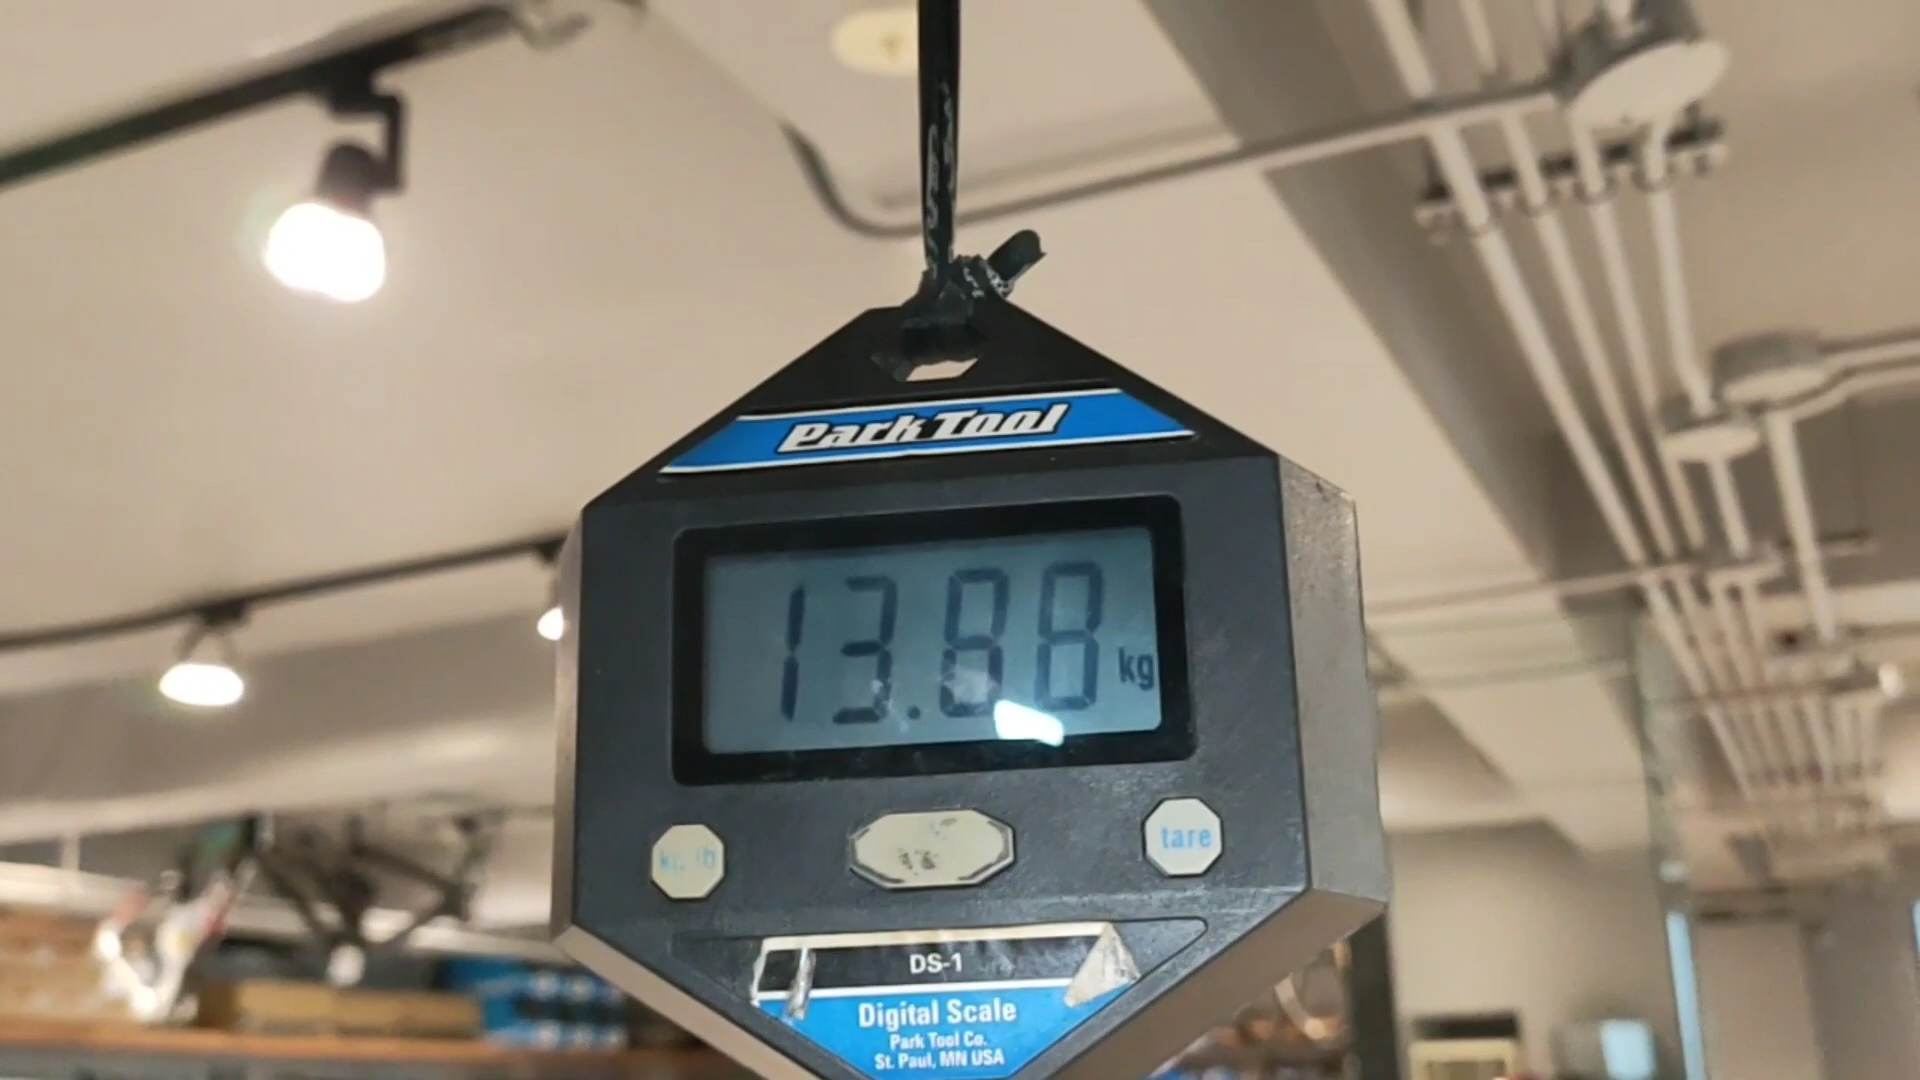 Park Tool
13.88 kg
tare
DS-1
Digital Scale
Park Tool Co.
St. Paul, MN USA